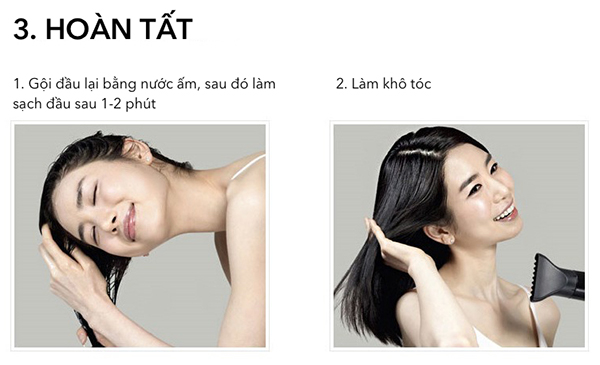 3. HOÀN TẤT
1. Gội đầu lại bằng nước ấm, sau đó làm
sạch đầu sau 1-2 phút
2. Làm khô tóc